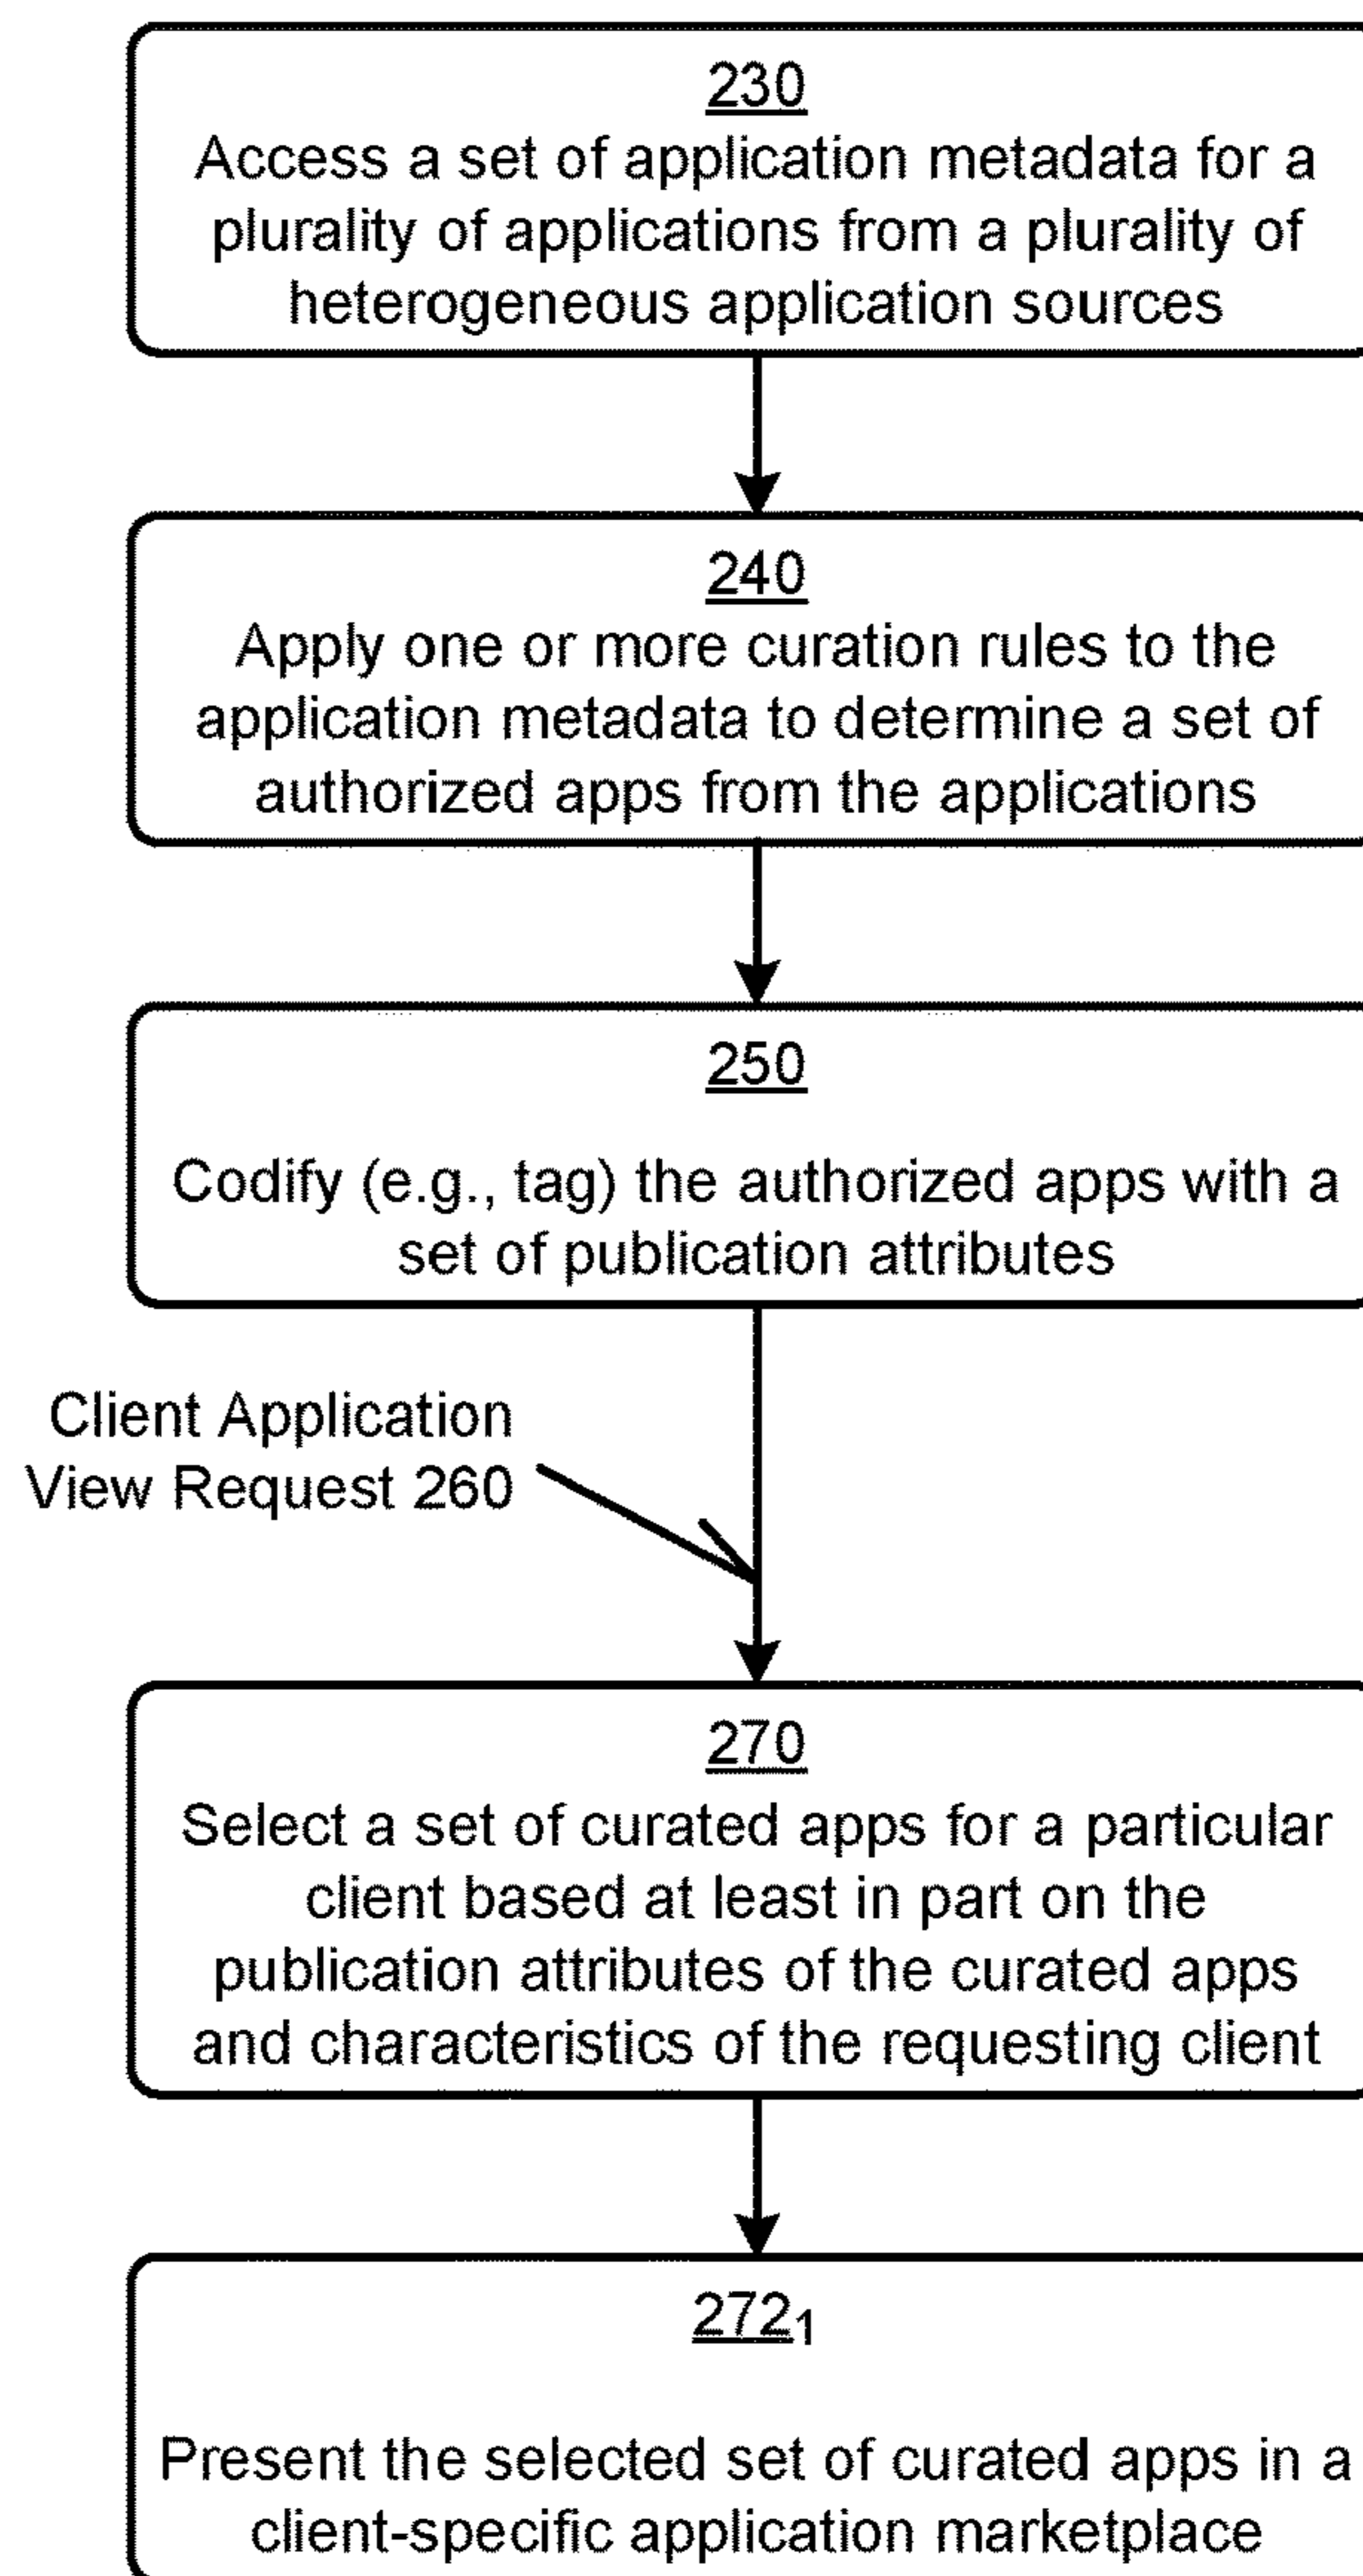 230
Access a set of application metadata for a
plurality of applications from a plurality of
heterogeneous application sources
240
Apply one or more curation rules to the
application metadata to determine a set of
authorized apps from the applications
250
Codify (e.g., tag) the authorized apps with a
set of publication attributes
Client Application
View Request 260
270
Select a set of curated apps for a particular
client based at least in part on the
publication attributes of the curated apps
and characteristics of the requesting client
272₁
Present the selected set of curated apps in a
client-specific application marketplace